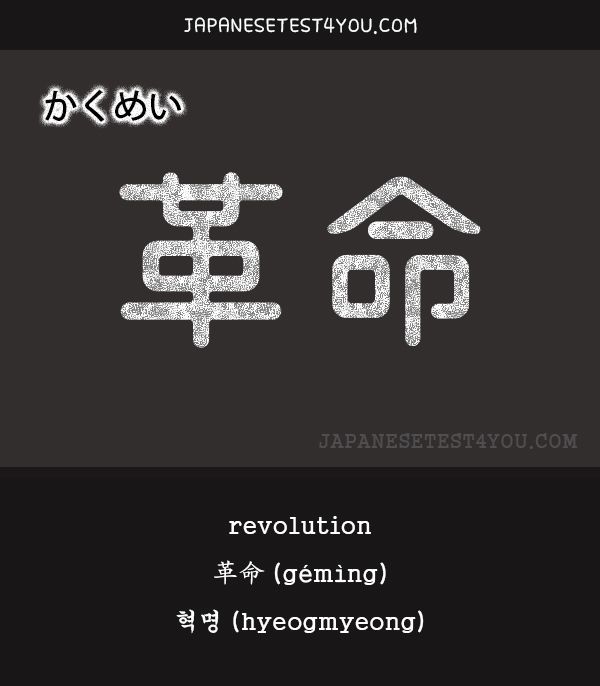 JAPANESETEST4YOU.COM
かくめい
革命
JAPANESETEST4YOU.COM
revolution
革命 (gémìng)
혁명 (hyeogmyeong)